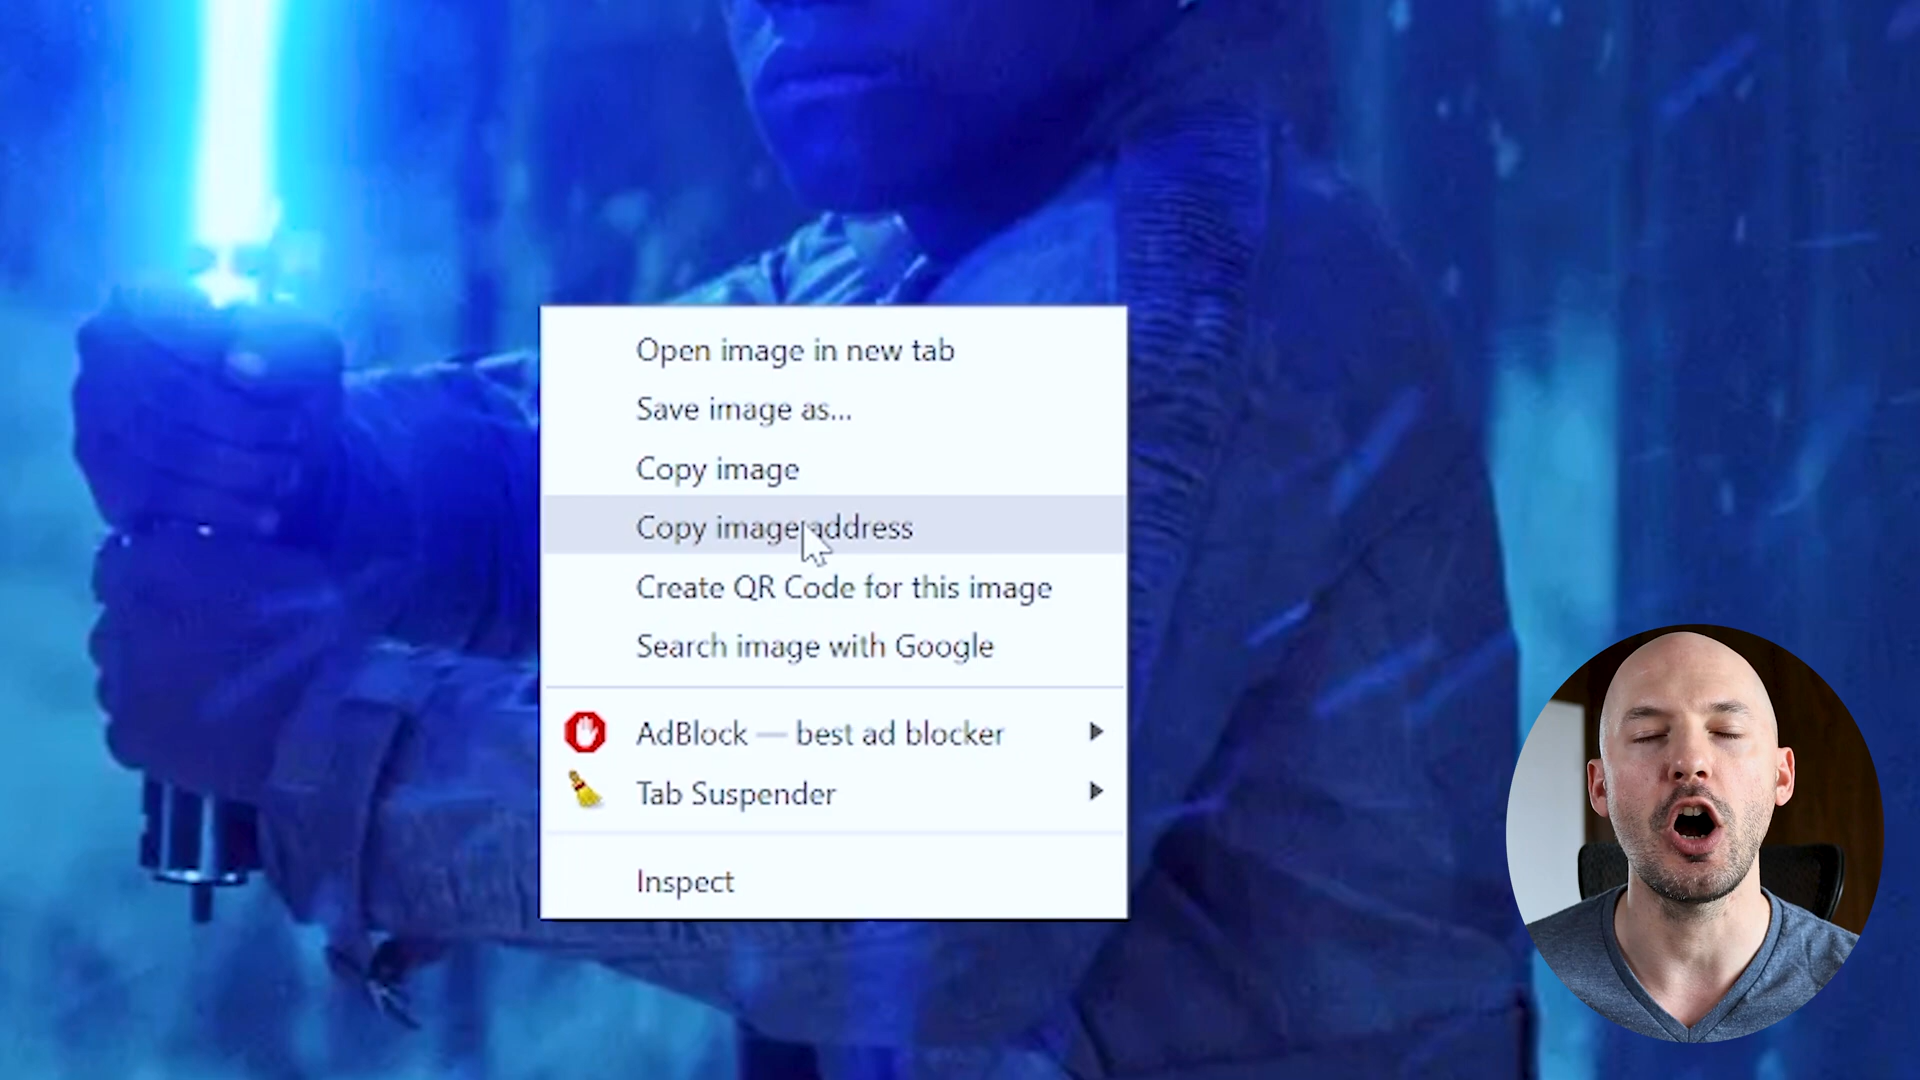 Open image in new tab
Save image as...
Copy image
Copy image address
Create QR Code for this image
Search image with Google
AdBlock — best ad blocker
Tab Suspender
Inspect